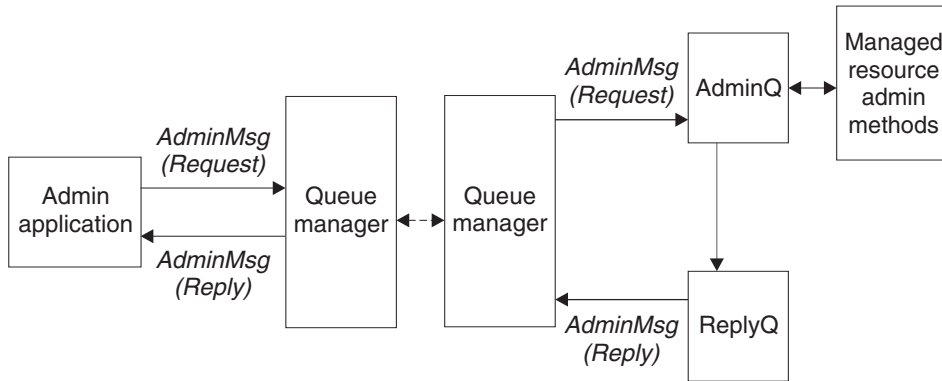 Admin
application
AdminMsg
(Request)
AdminMsg
(Reply)
Queue
manager
Queue
manager
AdminMsg
(Request)
AdminQ
Managed
resource
admin
methods
AdminMsg
(Reply)
ReplyQ